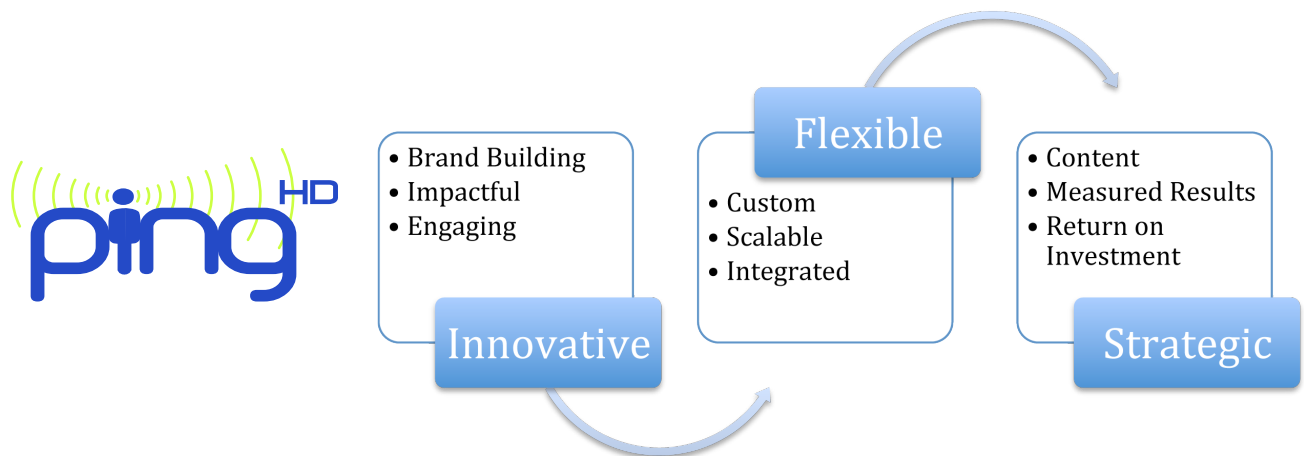 ping HD
• Brand Building
• Impactful
• Engaging
Innovative
Flexible
• Custom
• Scalable
• Integrated
• Content
• Measured Results
• Return on
Investment
Strategic